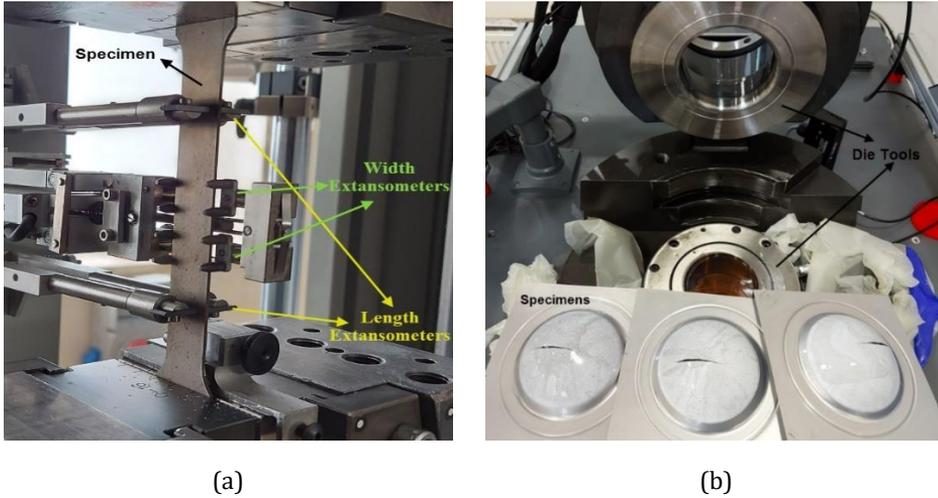 Specimen
Width
Extansometers
Length
Extansometers
Die Tools
Specimens
(a)
(b)